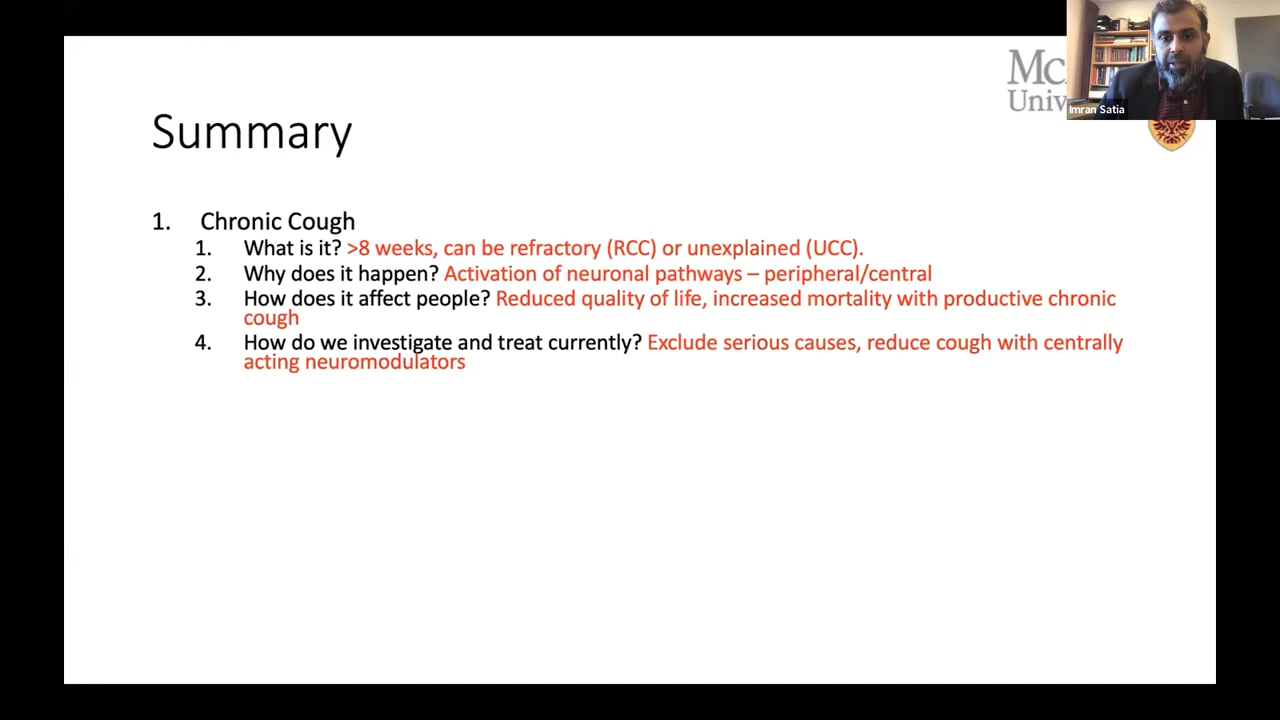 Mc
Univ
Imran Satia
Summary
1. Chronic Cough
1. What is it? >8 weeks, can be refractory (RCC) or unexplained (UCC).
2. Why does it happen? Activation of neuronal pathways – peripheral/central
3. How does it affect people? Reduced quality of life, increased mortality with productive chronic
cough
4. How do we investigate and treat currently? Exclude serious causes, reduce cough with centrally
acting neuromodulators